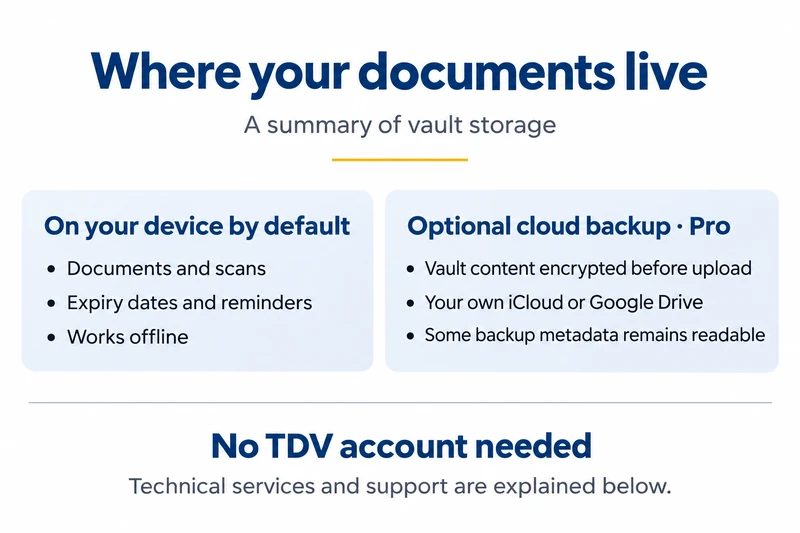 Where your documents live
A summary of vault storage
On your device by default
• Documents and scans
• Expiry dates and reminders
• Works offline
Optional cloud backup · Pro
• Vault content encrypted before upload
• Your own iCloud or Google Drive
• Some backup metadata remains readable
No TDV account needed
Technical services and support are explained below.